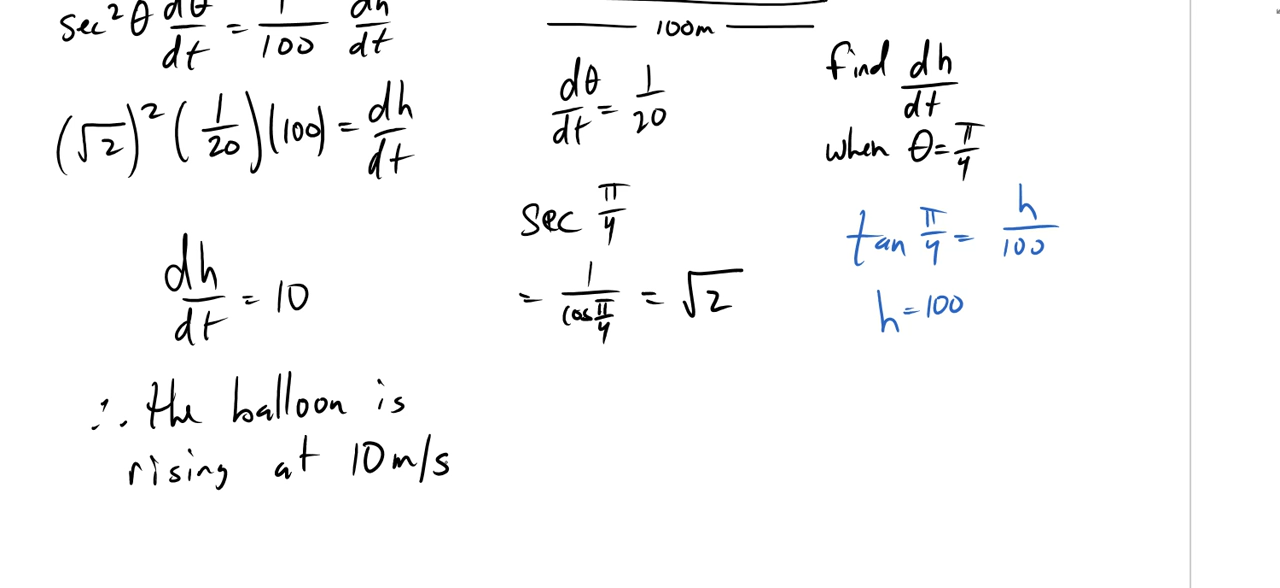 sec²θ dθ/dt = 1/100 dh/dt
(√2)² (1/20)(100) = dh/dt
dh/dt = 10
∴ the balloon is
rising at 10m/s
100m
dθ/dt = 1/20
sec π/4
= 1/cos π/4 = √2
find dh/dt
when θ = π/4
tan π/4 = h/100
h = 100